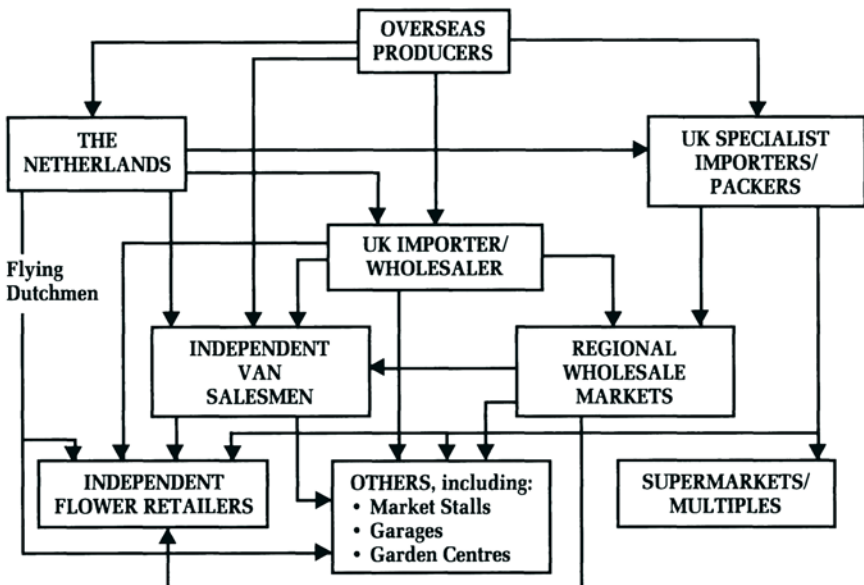 OVERSEAS
PRODUCERS
THE
NETHERLANDS
UK SPECIALIST
IMPORTERS/
PACKERS
UK IMPORTER/
WHOLESALER
Flying
Dutchmen
INDEPENDENT
VAN
SALESMEN
REGIONAL
WHOLESALE
MARKETS
INDEPENDENT
FLOWER RETAILERS
OTHERS, including:
• Market Stalls
• Garages
• Garden Centres
SUPERMARKETS/
MULTIPLES